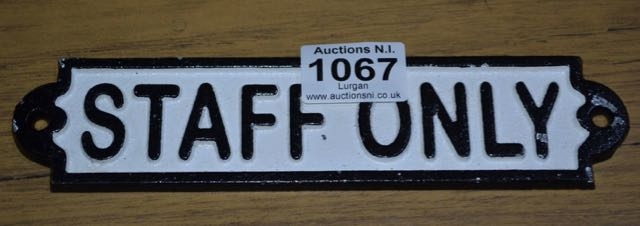 Auctions N.I.
1067
Lurgan
www.auctionsni.co.uk
STAFF ONLY